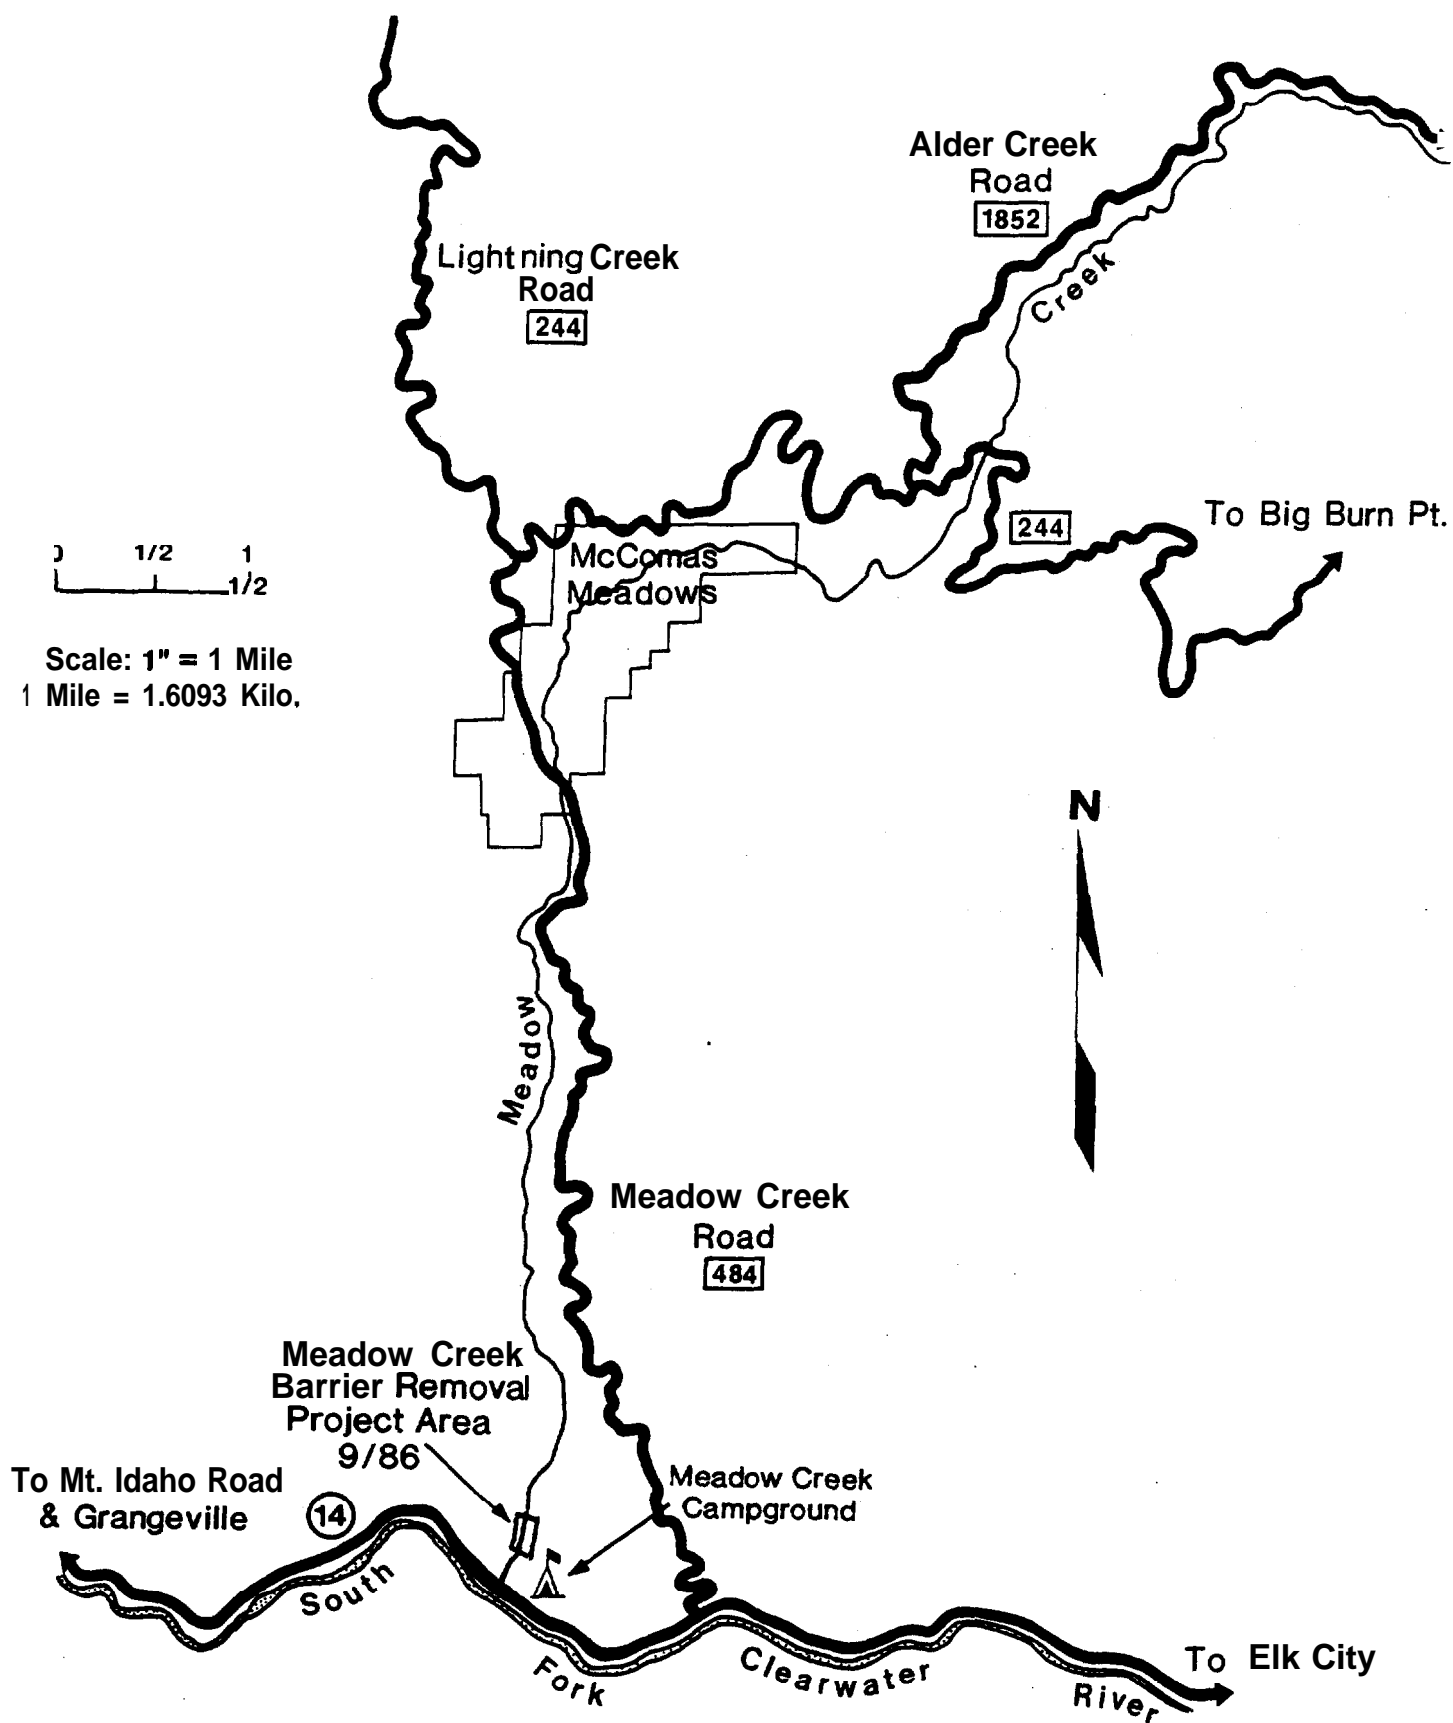 Alder Creek
Road
1852
Lightning Creek
Road
244
Creek
To Big Burn Pt.
244
McComas
Meadows
1/2 1
1/2
Scale: 1" = 1 Mile
1 Mile = 1.6093 Kilo.
N
Meadow
Meadow Creek
Road
484
Meadow Creek
Barrier Removal
Project Area
9/86
Meadow Creek
Campground
To Mt. Idaho Road
& Grangeville
14
South
Fork
Clearwater
River
To Elk City